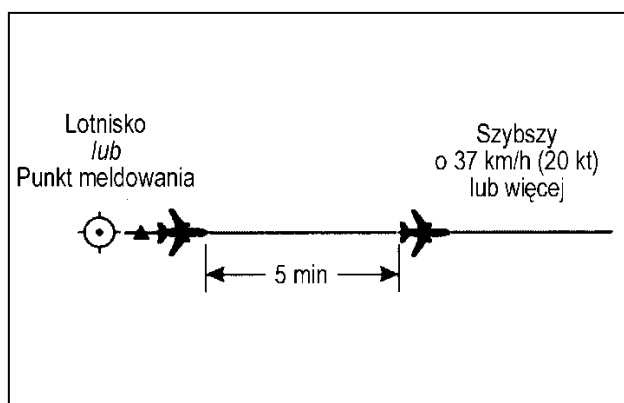 Lotnisko
lub
Punkt meldowania
Szybszy
o 37 km/h (20 kt)
lub więcej
5 min